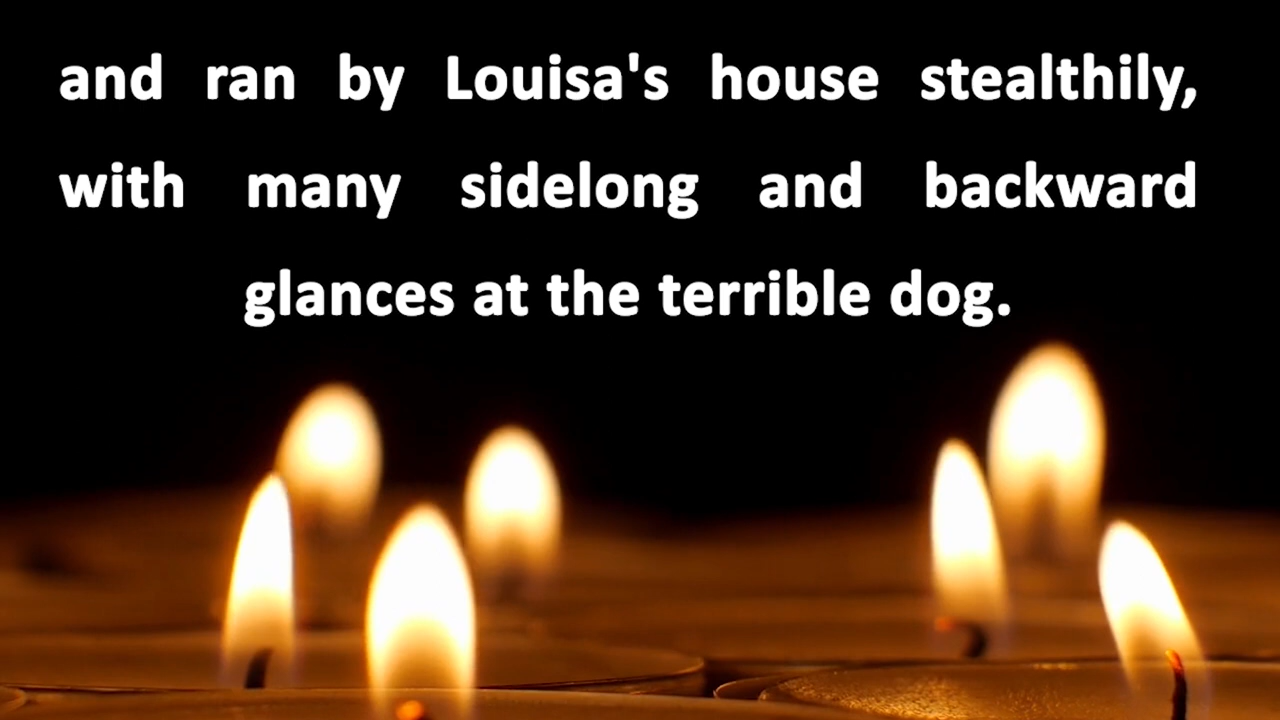 and ran by Louisa's house stealthily,
with many sidelong and backward
glances at the terrible dog.